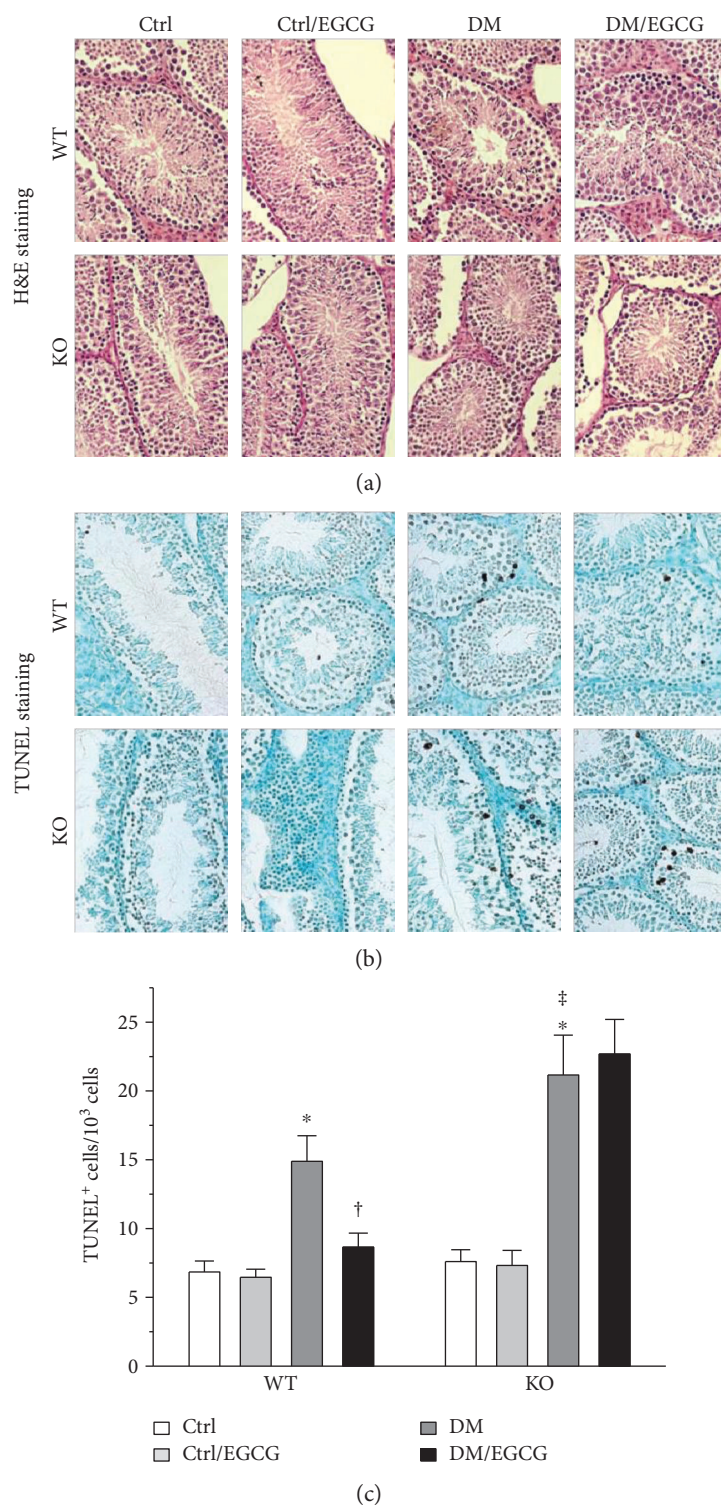 Ctrl Ctrl/EGCG DM DM/EGCG
H&E staining
WT
KO
(a)
TUNEL staining
WT
KO
(b)
TUNEL⁺ cells/10³ cells
25
20
15
10
5
0
*
†
‡
*
WT KO
Ctrl DM
Ctrl/EGCG DM/EGCG
(c)